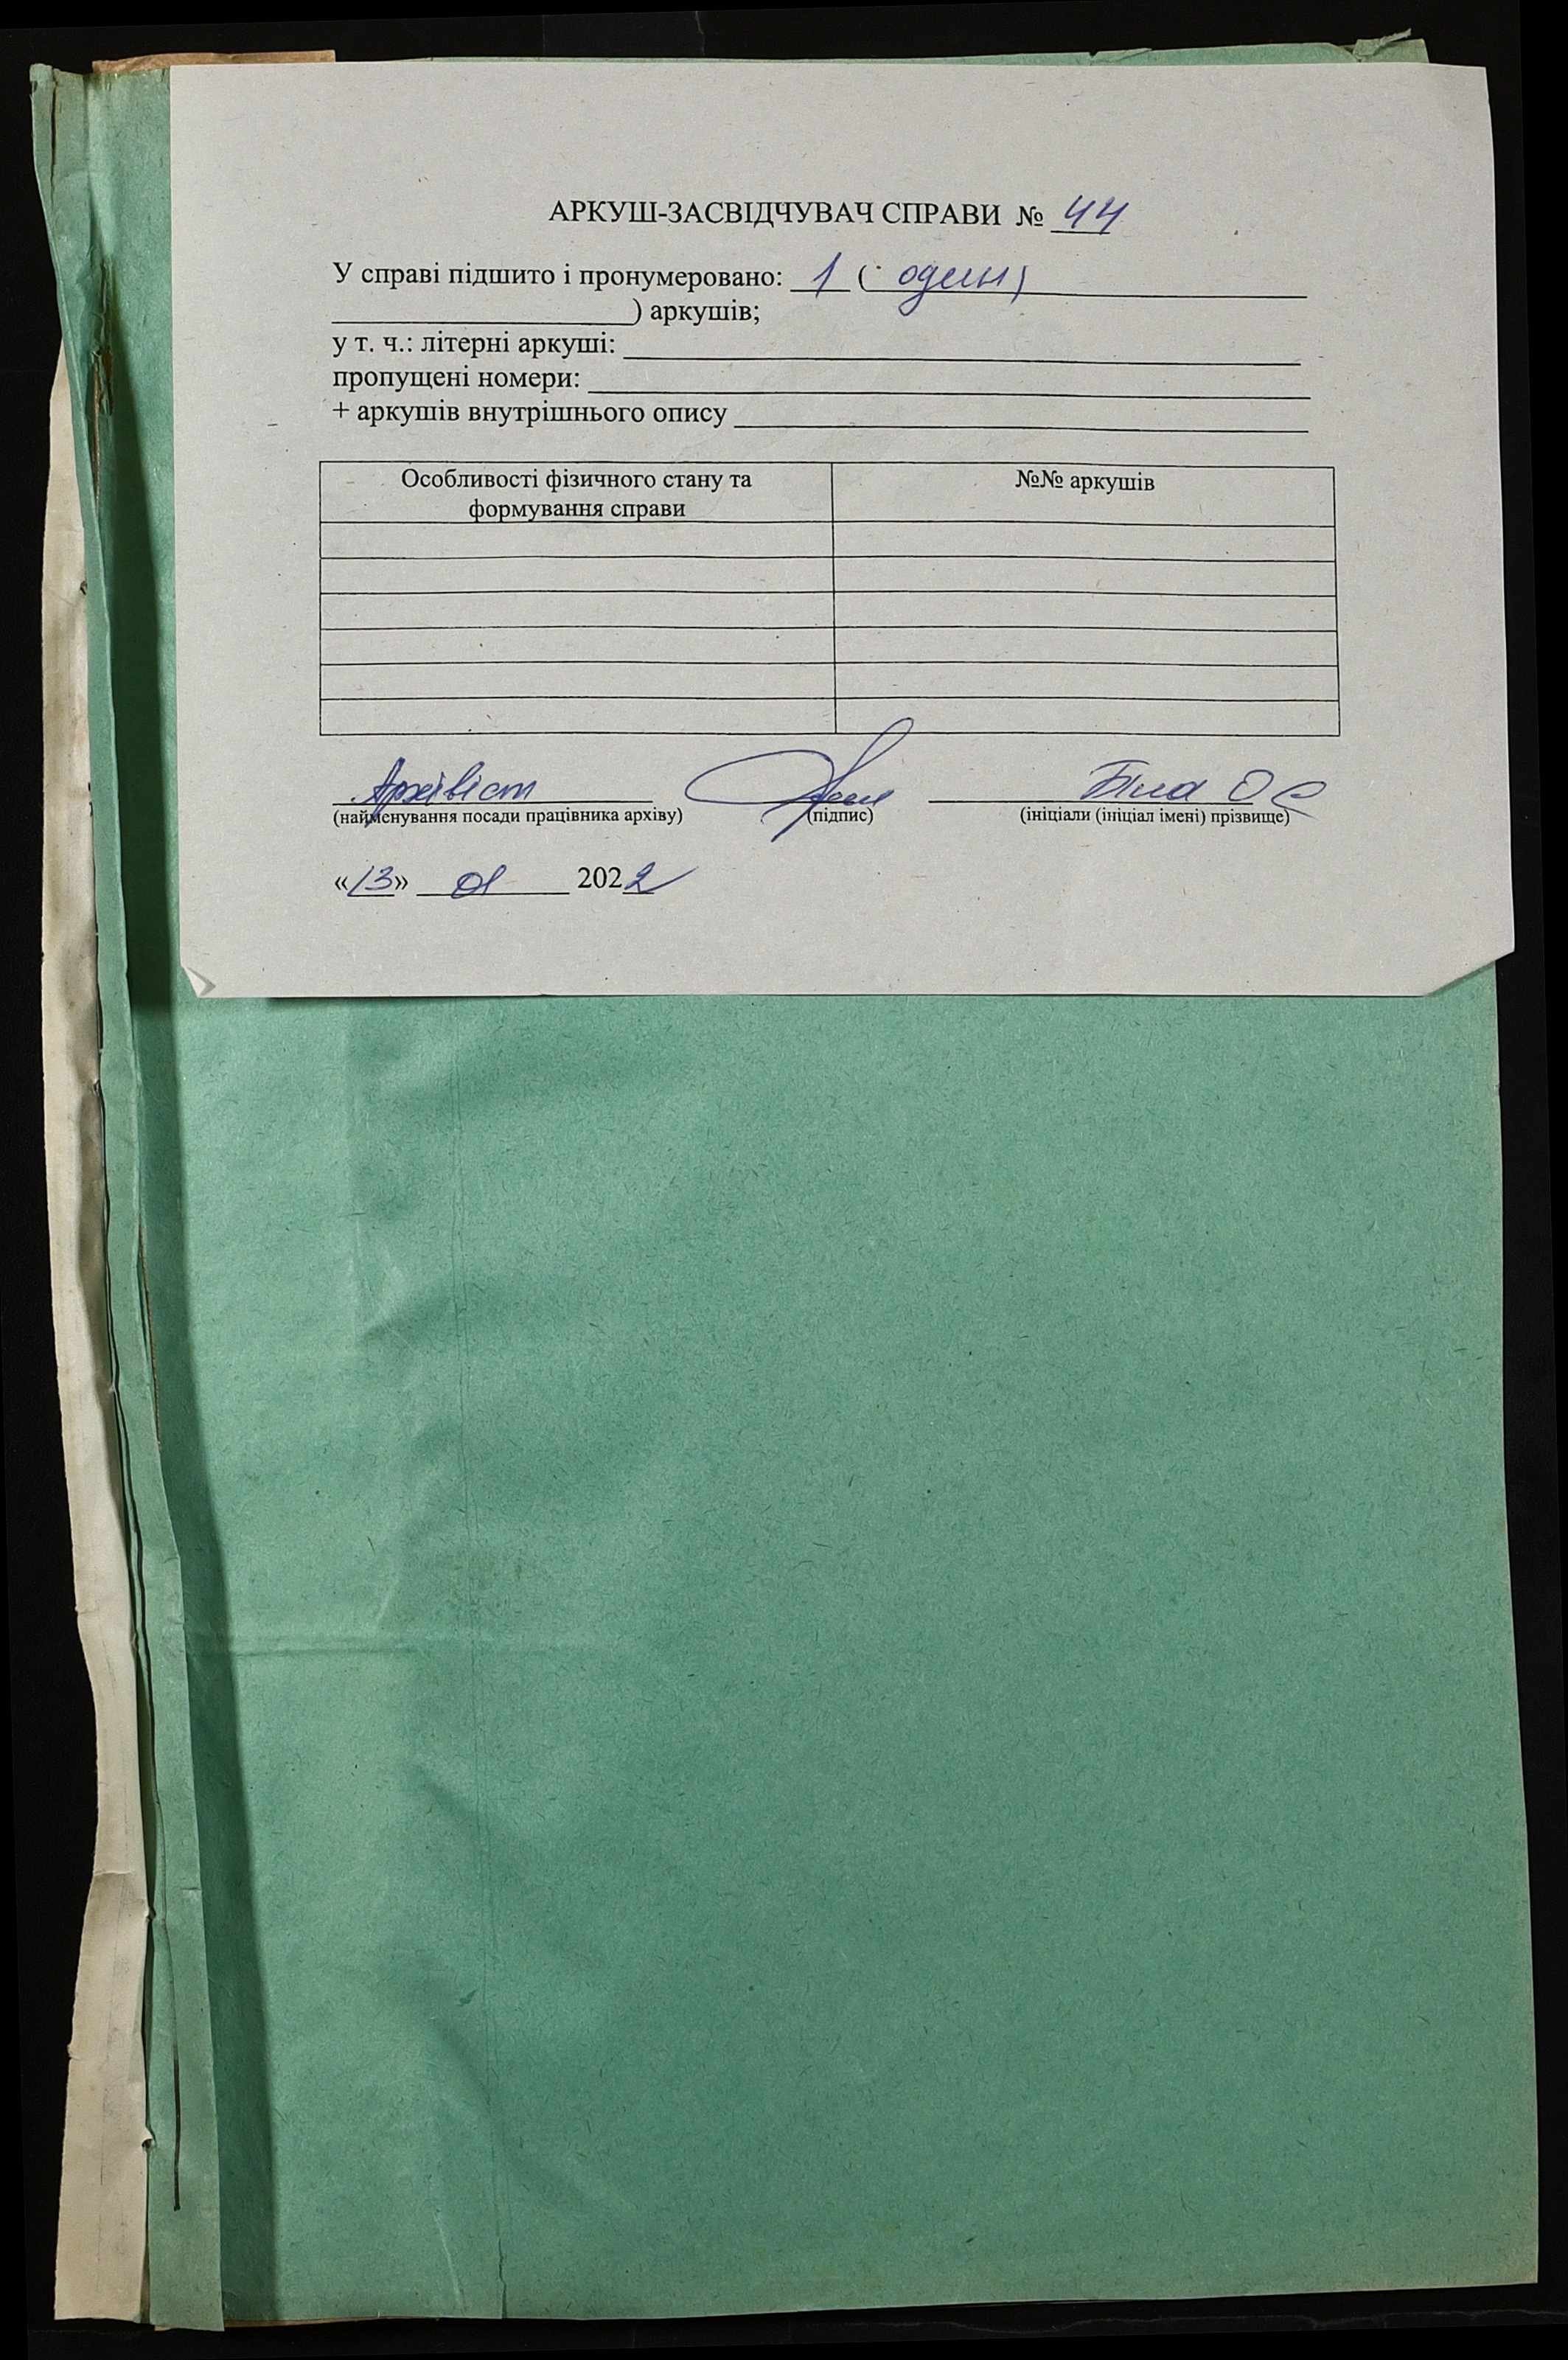 АРКУШ-ЗАСВІДЧУВАЧ СПРАВИ № 44
У справі підшито і пронумеровано: 1 ( один)
) аркушів;
у т. ч.: літерні аркуші:
пропущені номери:
+ аркушів внутрішнього опису
Особливості фізичного стану та формування справи
№№ аркушів
Архівіст Біла О С
(найменування посади працівника архіву) (підпис) (ініціали (ініціал імені) прізвище)
«13» 01 2022